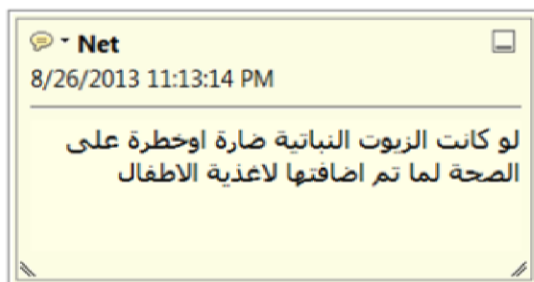 Net
8/26/2013 11:13:14 PM
لو كانت الزيوت النباتية ضارة اوخطرة على
الصحة لما تم اضافتها لاغذية الاطفال